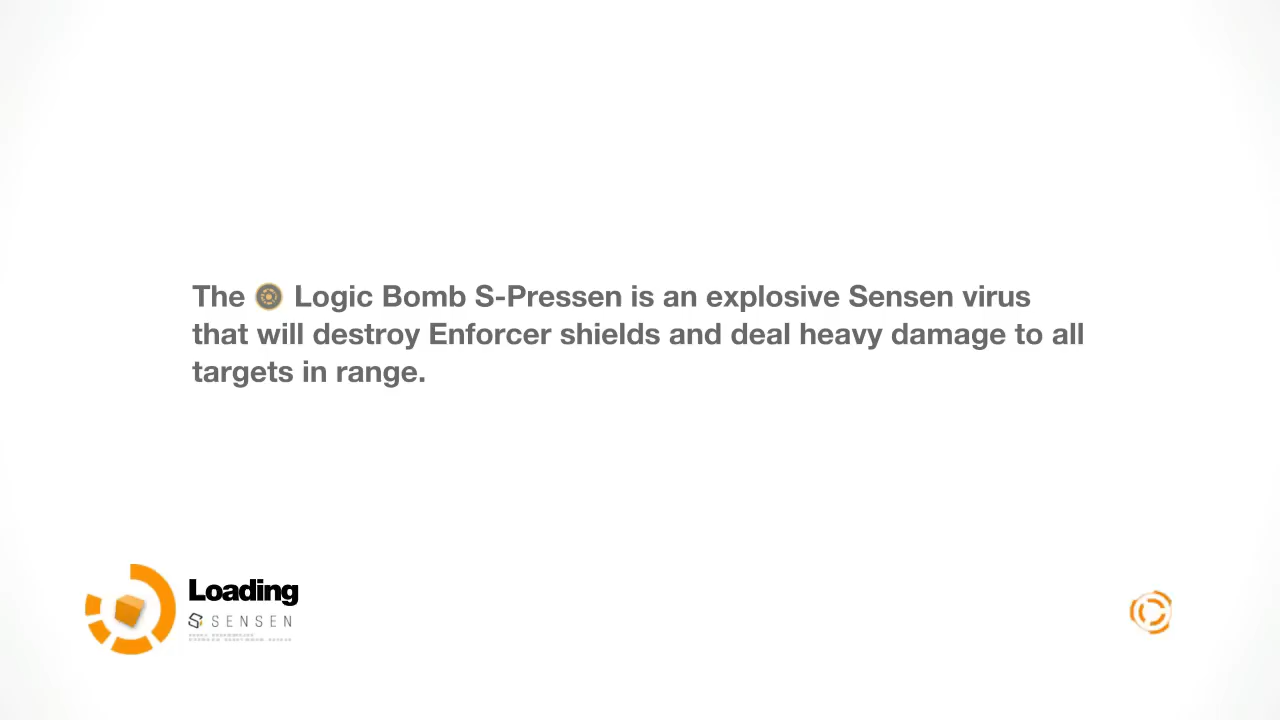 The Logic Bomb S-Pressen is an explosive Sensen virus
that will destroy Enforcer shields and deal heavy damage to all
targets in range.
Loading
SENSEN